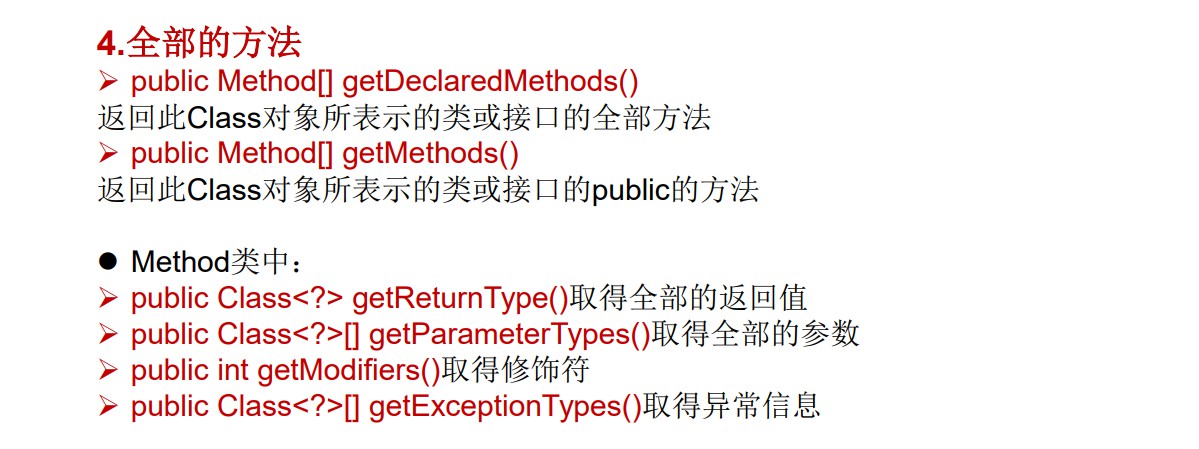 4.全部的方法
➢ public Method[] getDeclaredMethods()
返回此Class对象所表示的类或接口的全部方法
➢ public Method[] getMethods()
返回此Class对象所表示的类或接口的public的方法
● Method类中：
➢ public Class<?> getReturnType()取得全部的返回值
➢ public Class<?>[] getParameterTypes()取得全部的参数
➢ public int getModifiers()取得修饰符
➢ public Class<?>[] getExceptionTypes()取得异常信息